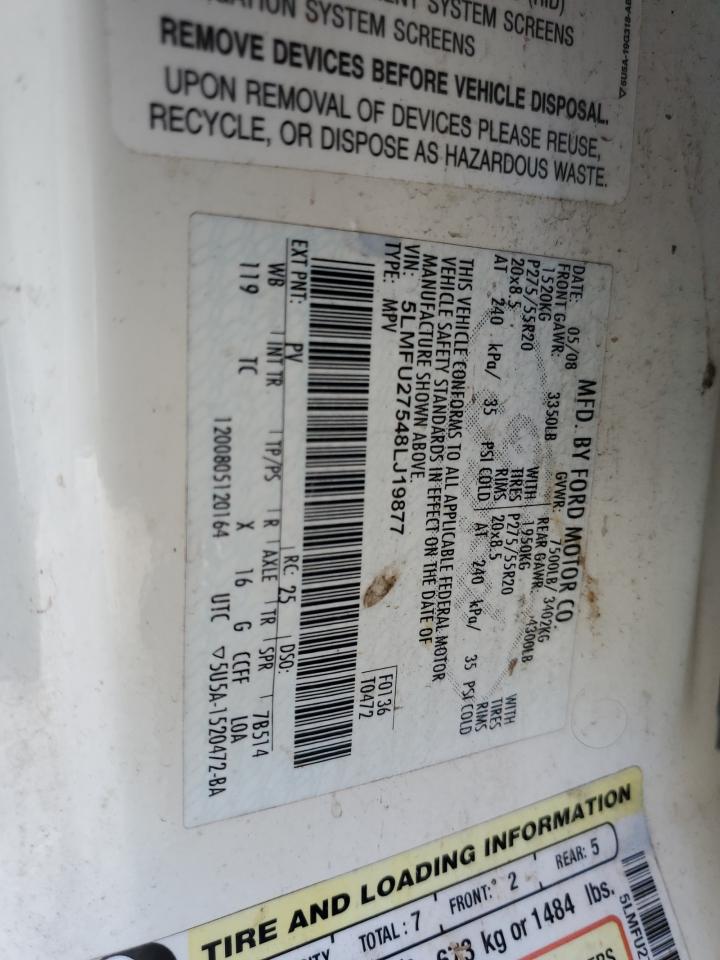 SYSTEM SCREENS
SYSTEM SCREENS
REMOVE DEVICES BEFORE VEHICLE DISPOSAL.
UPON REMOVAL OF DEVICES PLEASE REUSE,
RECYCLE, OR DISPOSE AS HAZARDOUS WASTE.
MFD. BY FORD MOTOR CO.
DATE: 05/08 GVWR: 7500LB/ 3402KG
FRONT GAWR: 3350LB REAR GAWR: 4300LB
1520KG WITH 1950KG WITH
P275/55R20 TIRES P275/55R20 TIRES
20x8.5 RIMS 20x8.5 RIMS
AT 240 kPa/ 35 PSI COLD AT 240 kPa/ 35 PSI COLD
THIS VEHICLE CONFORMS TO ALL APPLICABLE FEDERAL MOTOR
VEHICLE SAFETY STANDARDS IN EFFECT ON THE DATE OF
MANUFACTURE SHOWN ABOVE.
VIN: 5LMFU27548LJ19877
TYPE: MPV
F0136
T0472
EXT PNT: PV RC: 25 DSO:
WB INT TR TP/PS R AXLE TR SPR 7B514
119 TC X 16 G CCFF LOA
1200805120164 UTC ▽5U5A-1520472-BA
TIRE AND LOADING INFORMATION
TOTAL: 7 FRONT: 2 REAR: 5
kg or 1484 lbs.
5LMFU2